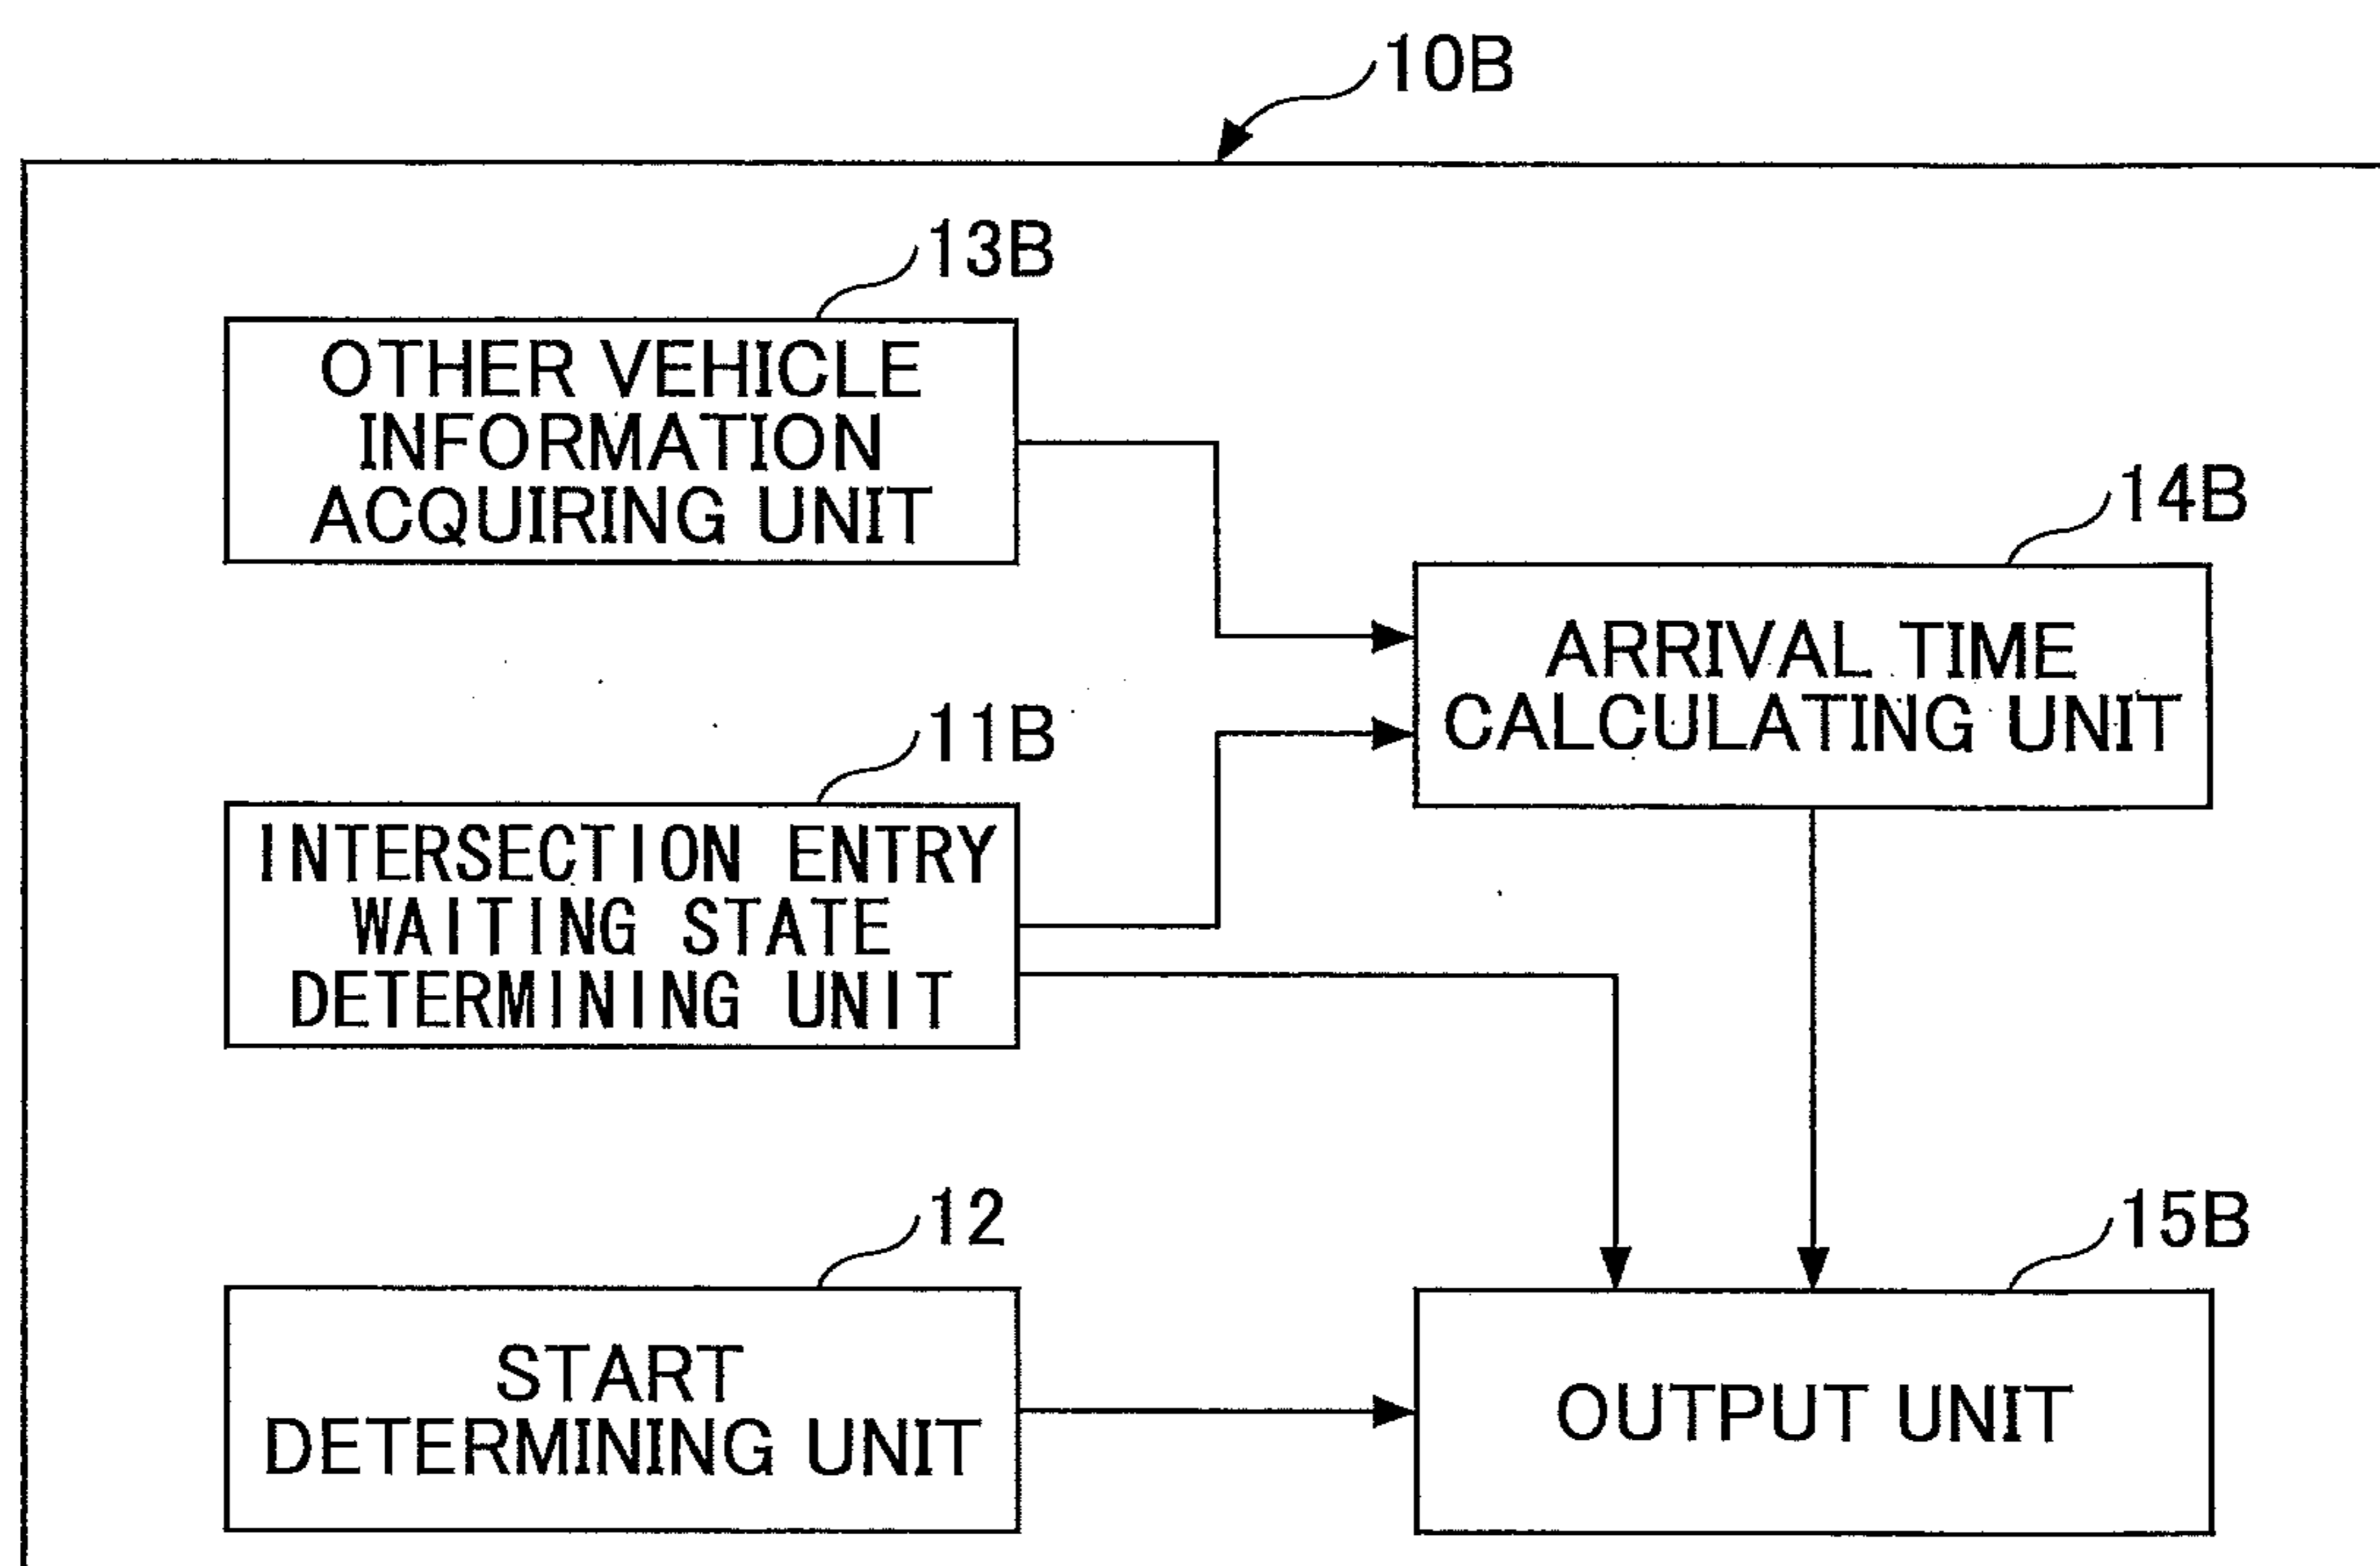 10B
13B
OTHER VEHICLE
INFORMATION
ACQUIRING UNIT
14B
ARRIVAL TIME
CALCULATING UNIT
11B
INTERSECTION ENTRY
WAITING STATE
DETERMINING UNIT
12
START
DETERMINING UNIT
15B
OUTPUT UNIT